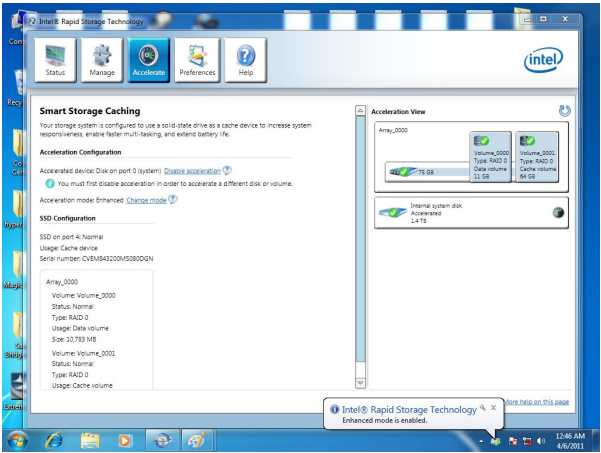 Intel® Rapid Storage Technology
Status
Manage
Accelerate
Preferences
Help
intel
Smart Storage Caching
Your storage system is configured to use a solid-state drive as a cache device to increase system
responsiveness, enable faster multi-tasking, and extend battery life.
Acceleration Configuration
Accelerated device: Disk on port 0 (system) Disable acceleration
You must first disable acceleration in order to accelerate a different disk or volume.
Acceleration mode: Enhanced Change mode
SSD Configuration
SSD on port 4: Normal
Usage: Cache device
Serial number: CVEM843200MS080DGN
Array_0000
Volume: Volume_0000
Status: Normal
Type: RAID 0
Usage: Data volume
Size: 10,783 MB
Volume: Volume_0001
Status: Normal
Type: RAID 0
Usage: Cache volume
Acceleration View
Array_0000
75 GB
Volume_0000
Type: RAID 0
Data volume
11 GB
Volume_0001
Type: RAID 0
Cache volume
64 GB
Internal system disk
Accelerated
1.4 TB
More help on this page
Intel® Rapid Storage Technology
Enhanced mode is enabled.
12:46 AM
4/6/2011